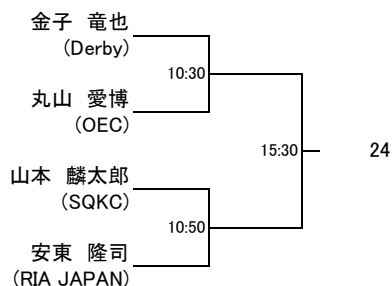 金子　竜也
(Derby)
10:30
丸山　愛博
(OEC)
15:30
24
山本　麟太郎
(SQKC)
10:50
安東　隆司
(RIA JAPAN)